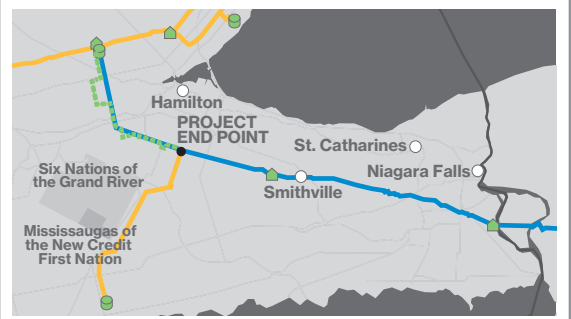 Hamilton
PROJECT
END POINT
St. Catharines
Niagara Falls
Six Nations of
the Grand River
Smithville
Mississaugas of
the New Credit
First Nation